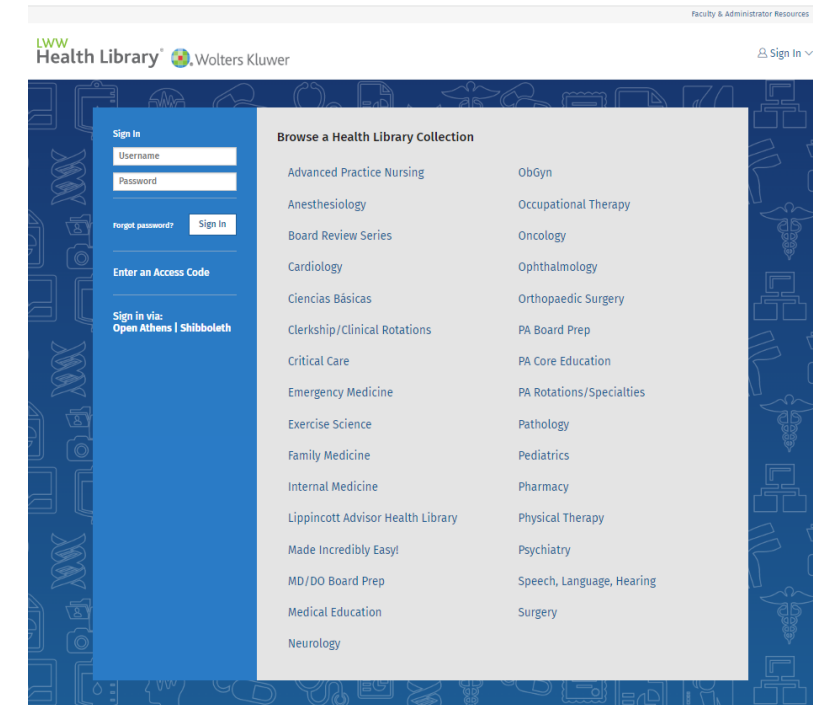 Faculty & Administrator Resources
LWW
Health Library® Wolters Kluwer
Sign In
Sign In
Username
Password
Forgot password?
Sign In
Enter an Access Code
Sign in via:
Open Athens | Shibboleth
Browse a Health Library Collection
Advanced Practice Nursing
Anesthesiology
Board Review Series
Cardiology
Ciencias Básicas
Clerkship/Clinical Rotations
Critical Care
Emergency Medicine
Exercise Science
Family Medicine
Internal Medicine
Lippincott Advisor Health Library
Made Incredibly Easy!
MD/DO Board Prep
Medical Education
Neurology
ObGyn
Occupational Therapy
Oncology
Ophthalmology
Orthopaedic Surgery
PA Board Prep
PA Core Education
PA Rotations/Specialties
Pathology
Pediatrics
Pharmacy
Physical Therapy
Psychiatry
Speech, Language, Hearing
Surgery